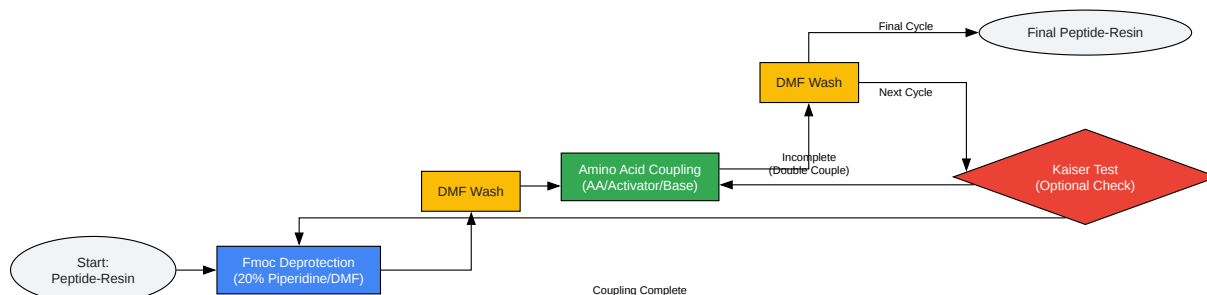 Final Cycle
Final Peptide-Resin
DMF Wash
Next Cycle
Incomplete
(Double Couple)
Amino Acid Coupling
(AA/Activator/Base)
Kaiser Test
(Optional Check)
DMF Wash
Start:
Peptide-Resin
Fmoc Deprotection
(20% Piperidine/DMF)
Coupling Complete